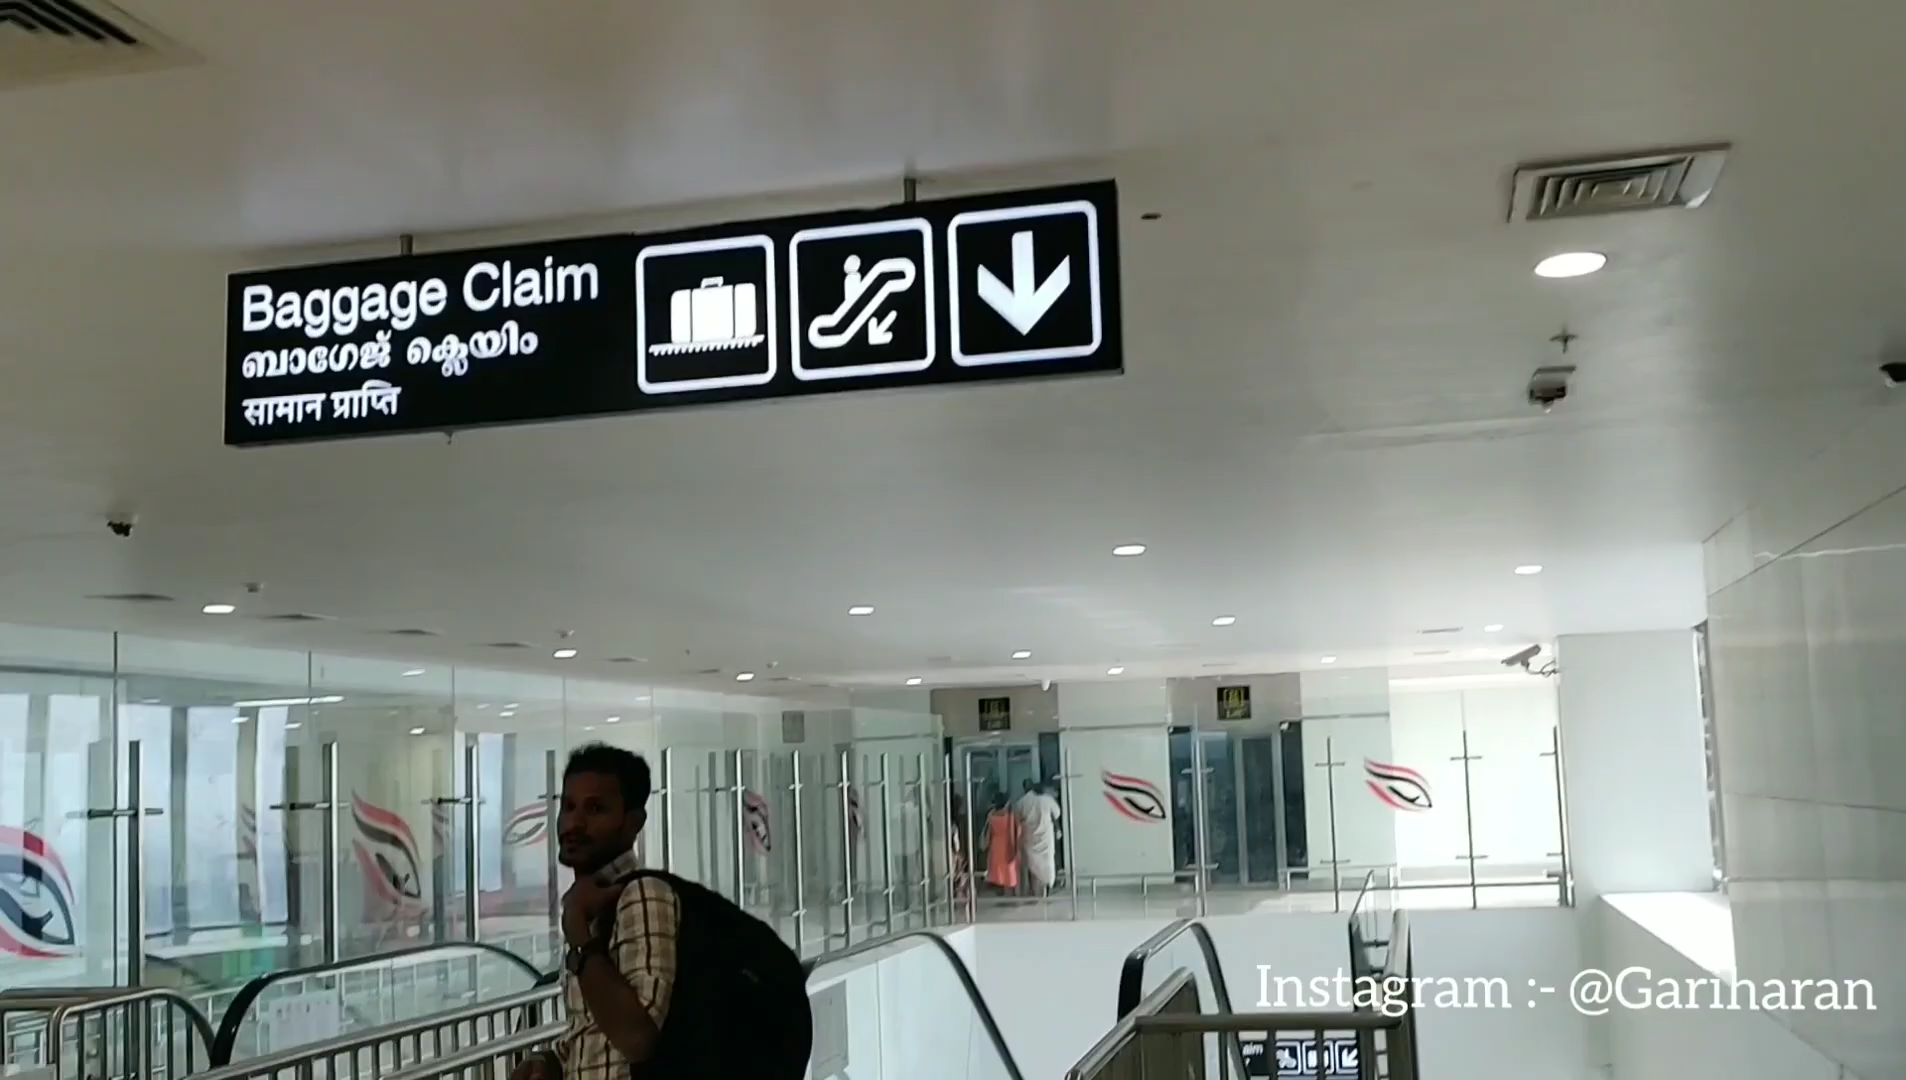 Baggage Claim
ബാഗേജ് ക്ലെയിം
सामान प्राप्ति
Instagram :- @Gariharan